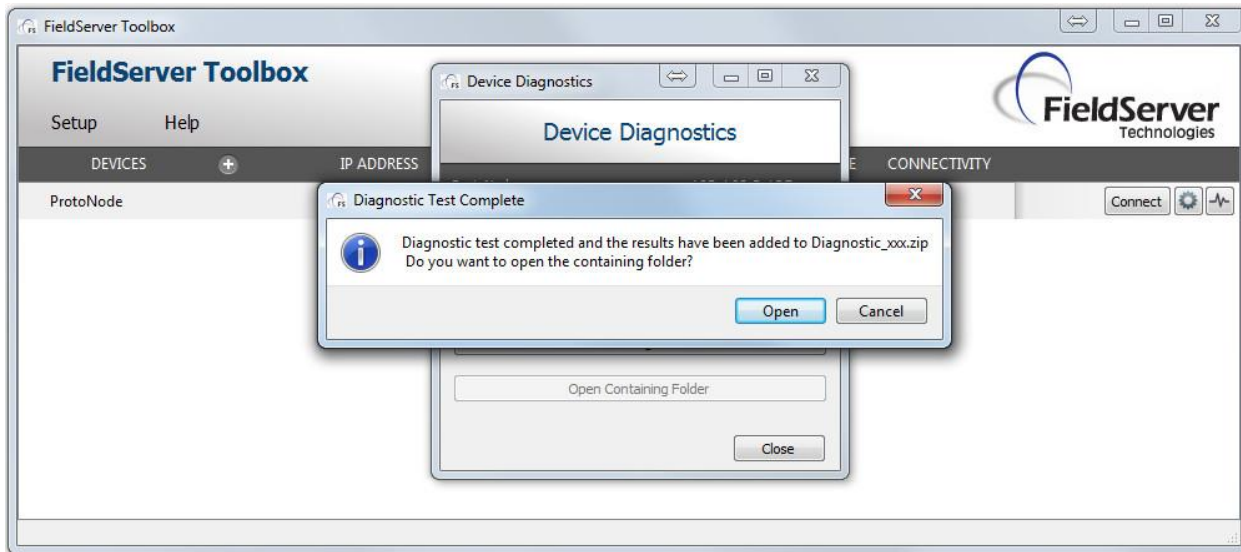 FieldServer Toolbox
FieldServer Toolbox
Setup Help
FieldServer
Technologies
DEVICES IP ADDRESS CONNECTIVITY
ProtoNode Connect
Device Diagnostics
Device Diagnostics
Diagnostic Test Complete
Diagnostic test completed and the results have been added to Diagnostic_xxx.zip
Do you want to open the containing folder?
Open Cancel
Open Containing Folder
Close